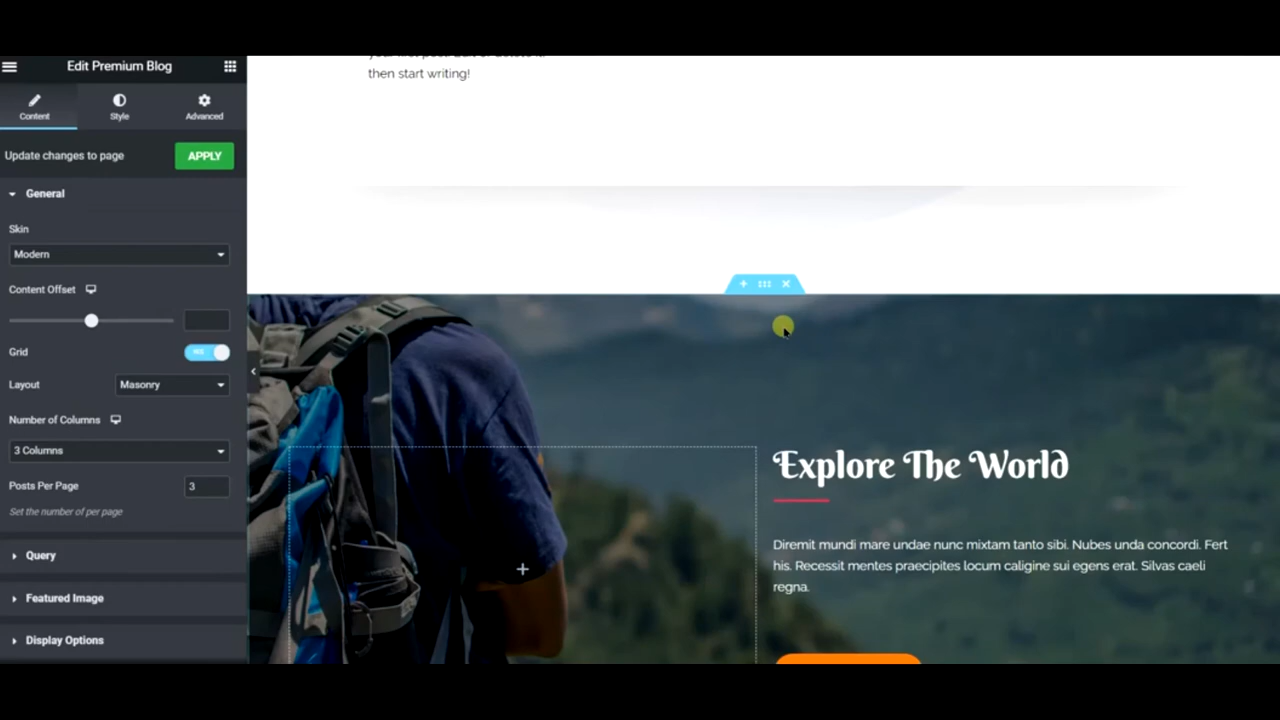 Edit Premium Blog
Content
Style
Advanced
Update changes to page
APPLY
General
Skin
Modern
Content Offset
Grid
Layout
Masonry
Number of Columns
3 Columns
Posts Per Page
3
Set the number of per page
Query
Featured Image
Display Options
then start writing!
Explore The World
Diremit mundi mare undae nunc mixtam tanto sibi. Nubes unda concordi. Fert
his. Recessit mentes praecipites locum caligine sui egens erat. Silvas caeli
regna.